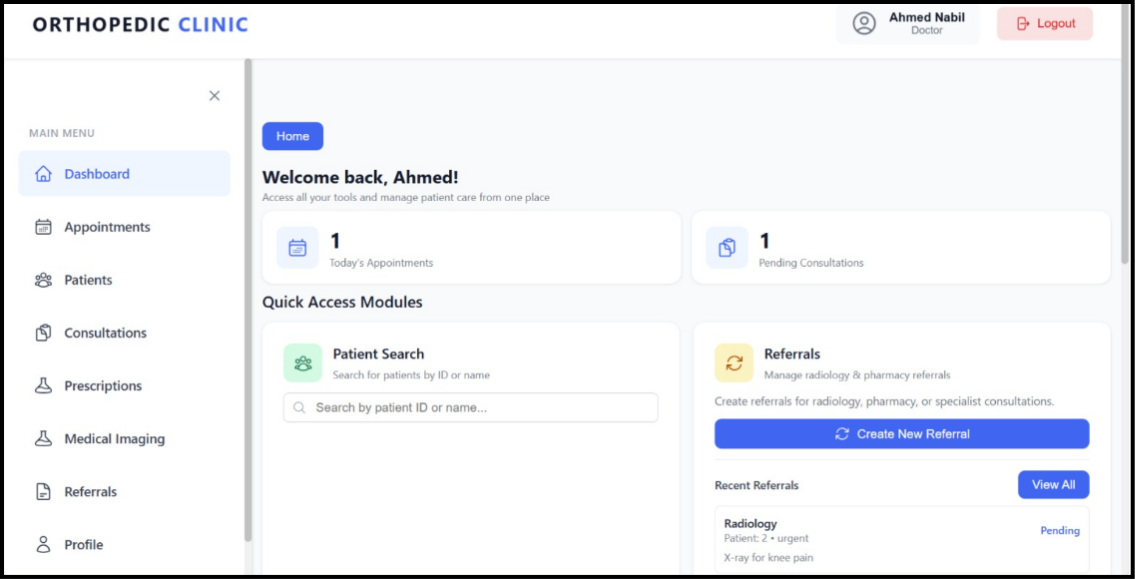 ORTHOPEDIC CLINIC
Ahmed Nabil
Doctor
Logout
MAIN MENU
Dashboard
Appointments
Patients
Consultations
Prescriptions
Medical Imaging
Referrals
Profile
Home
Welcome back, Ahmed!
Access all your tools and manage patient care from one place
1
Today's Appointments
1
Pending Consultations
Quick Access Modules
Patient Search
Search for patients by ID or name
Search by patient ID or name...
Referrals
Manage radiology & pharmacy referrals
Create referrals for radiology, pharmacy, or specialist consultations.
Create New Referral
Recent Referrals
View All
Radiology
Pending
Patient: 2 • urgent
X-ray for knee pain